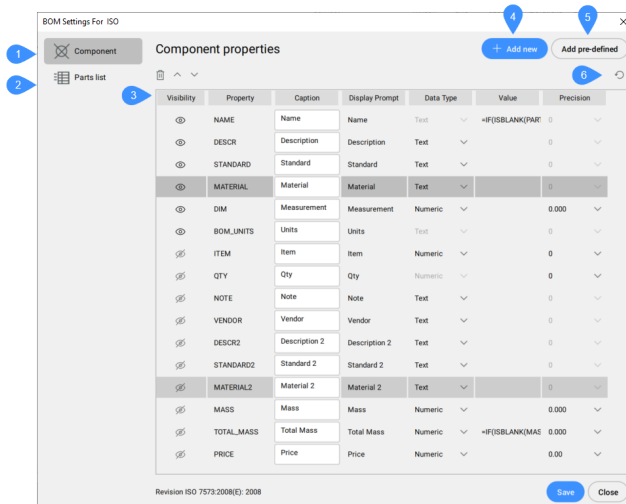 BOM Settings For ISO
1
Component
2
Parts list
Component properties
4
+ Add new
5
Add pre-defined
6
3
Visibility Property Caption Display Prompt Data Type Value Precision
NAME Name Name Text =IF(ISBLANK(PART 0
DESCR Description Description Text 0
STANDARD Standard Standard Text 0
MATERIAL Material Material Text 0
DIM Measurement Measurement Numeric 0.000
BOM_UNITS Units Units Text 0
ITEM Item Item Numeric 0
QTY Qty Qty Numeric 0
NOTE Note Note Text 0
VENDOR Vendor Vendor Text 0
DESCR2 Description 2 Description 2 Text 0
STANDARD2 Standard 2 Standard 2 Text 0
MATERIAL2 Material 2 Material 2 Text 0
MASS Mass Mass Numeric 0.000
TOTAL_MASS Total Mass Total Mass Numeric =IF(ISBLANK(MAS 0.000
PRICE Price Price Numeric 0.00
Revision ISO 7573:2008(E): 2008
Save Close